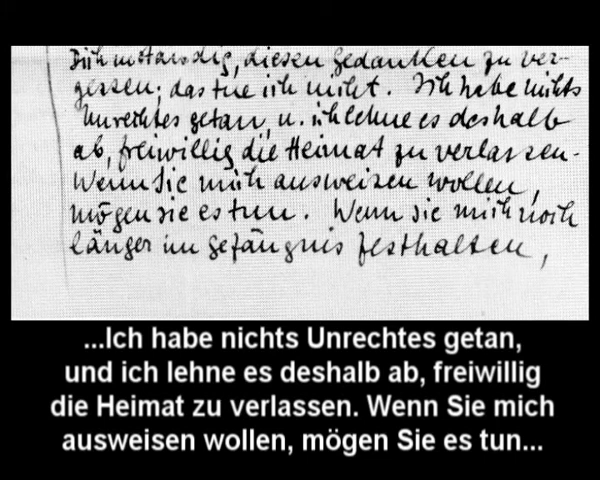 inständig, diesen Gedanken zu ver-
gessen; das tue ich nicht. Ich habe nichts
Unrechtes getan, u. ich lehne es deshalb
ab, freiwillig die Heimat zu verlassen.
Wenn Sie mich ausweisen wollen,
mögen sie es tun. Wenn sie mich noch
länger im Gefängnis festhalten,
...Ich habe nichts Unrechtes getan,
und ich lehne es deshalb ab, freiwillig
die Heimat zu verlassen. Wenn Sie mich
ausweisen wollen, mögen Sie es tun...